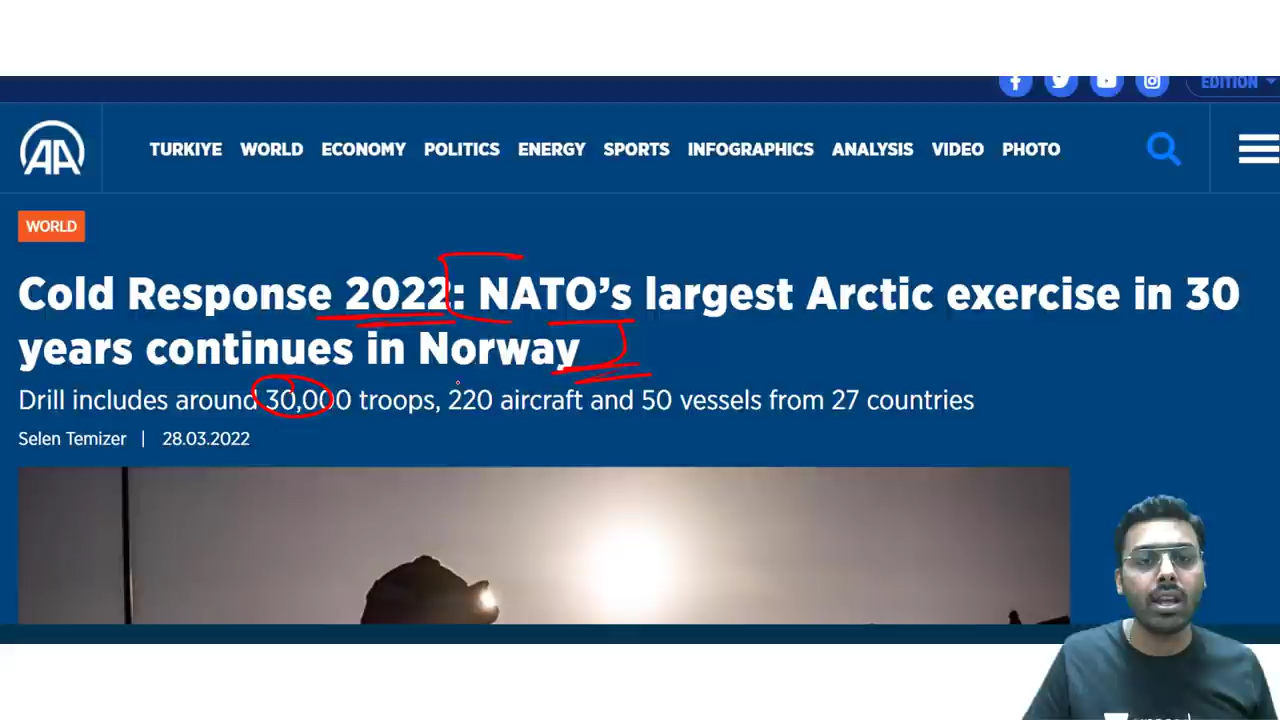 EDITION
AA
TURKIYE WORLD ECONOMY POLITICS ENERGY SPORTS INFOGRAPHICS ANALYSIS VIDEO PHOTO
WORLD
Cold Response 2022: NATO’s largest Arctic exercise in 30
years continues in Norway
Drill includes around 30,000 troops, 220 aircraft and 50 vessels from 27 countries
Selen Temizer | 28.03.2022